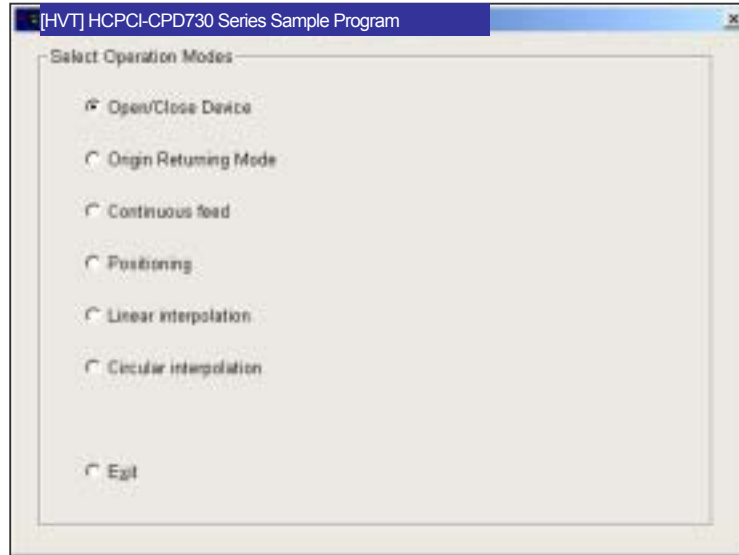 [HVT] HCPCI-CPD730 Series Sample Program
Select Operation Modes
Open/Close Device
Origin Returning Mode
Continuous feed
Positioning
Linear interpolation
Circular interpolation
Exit